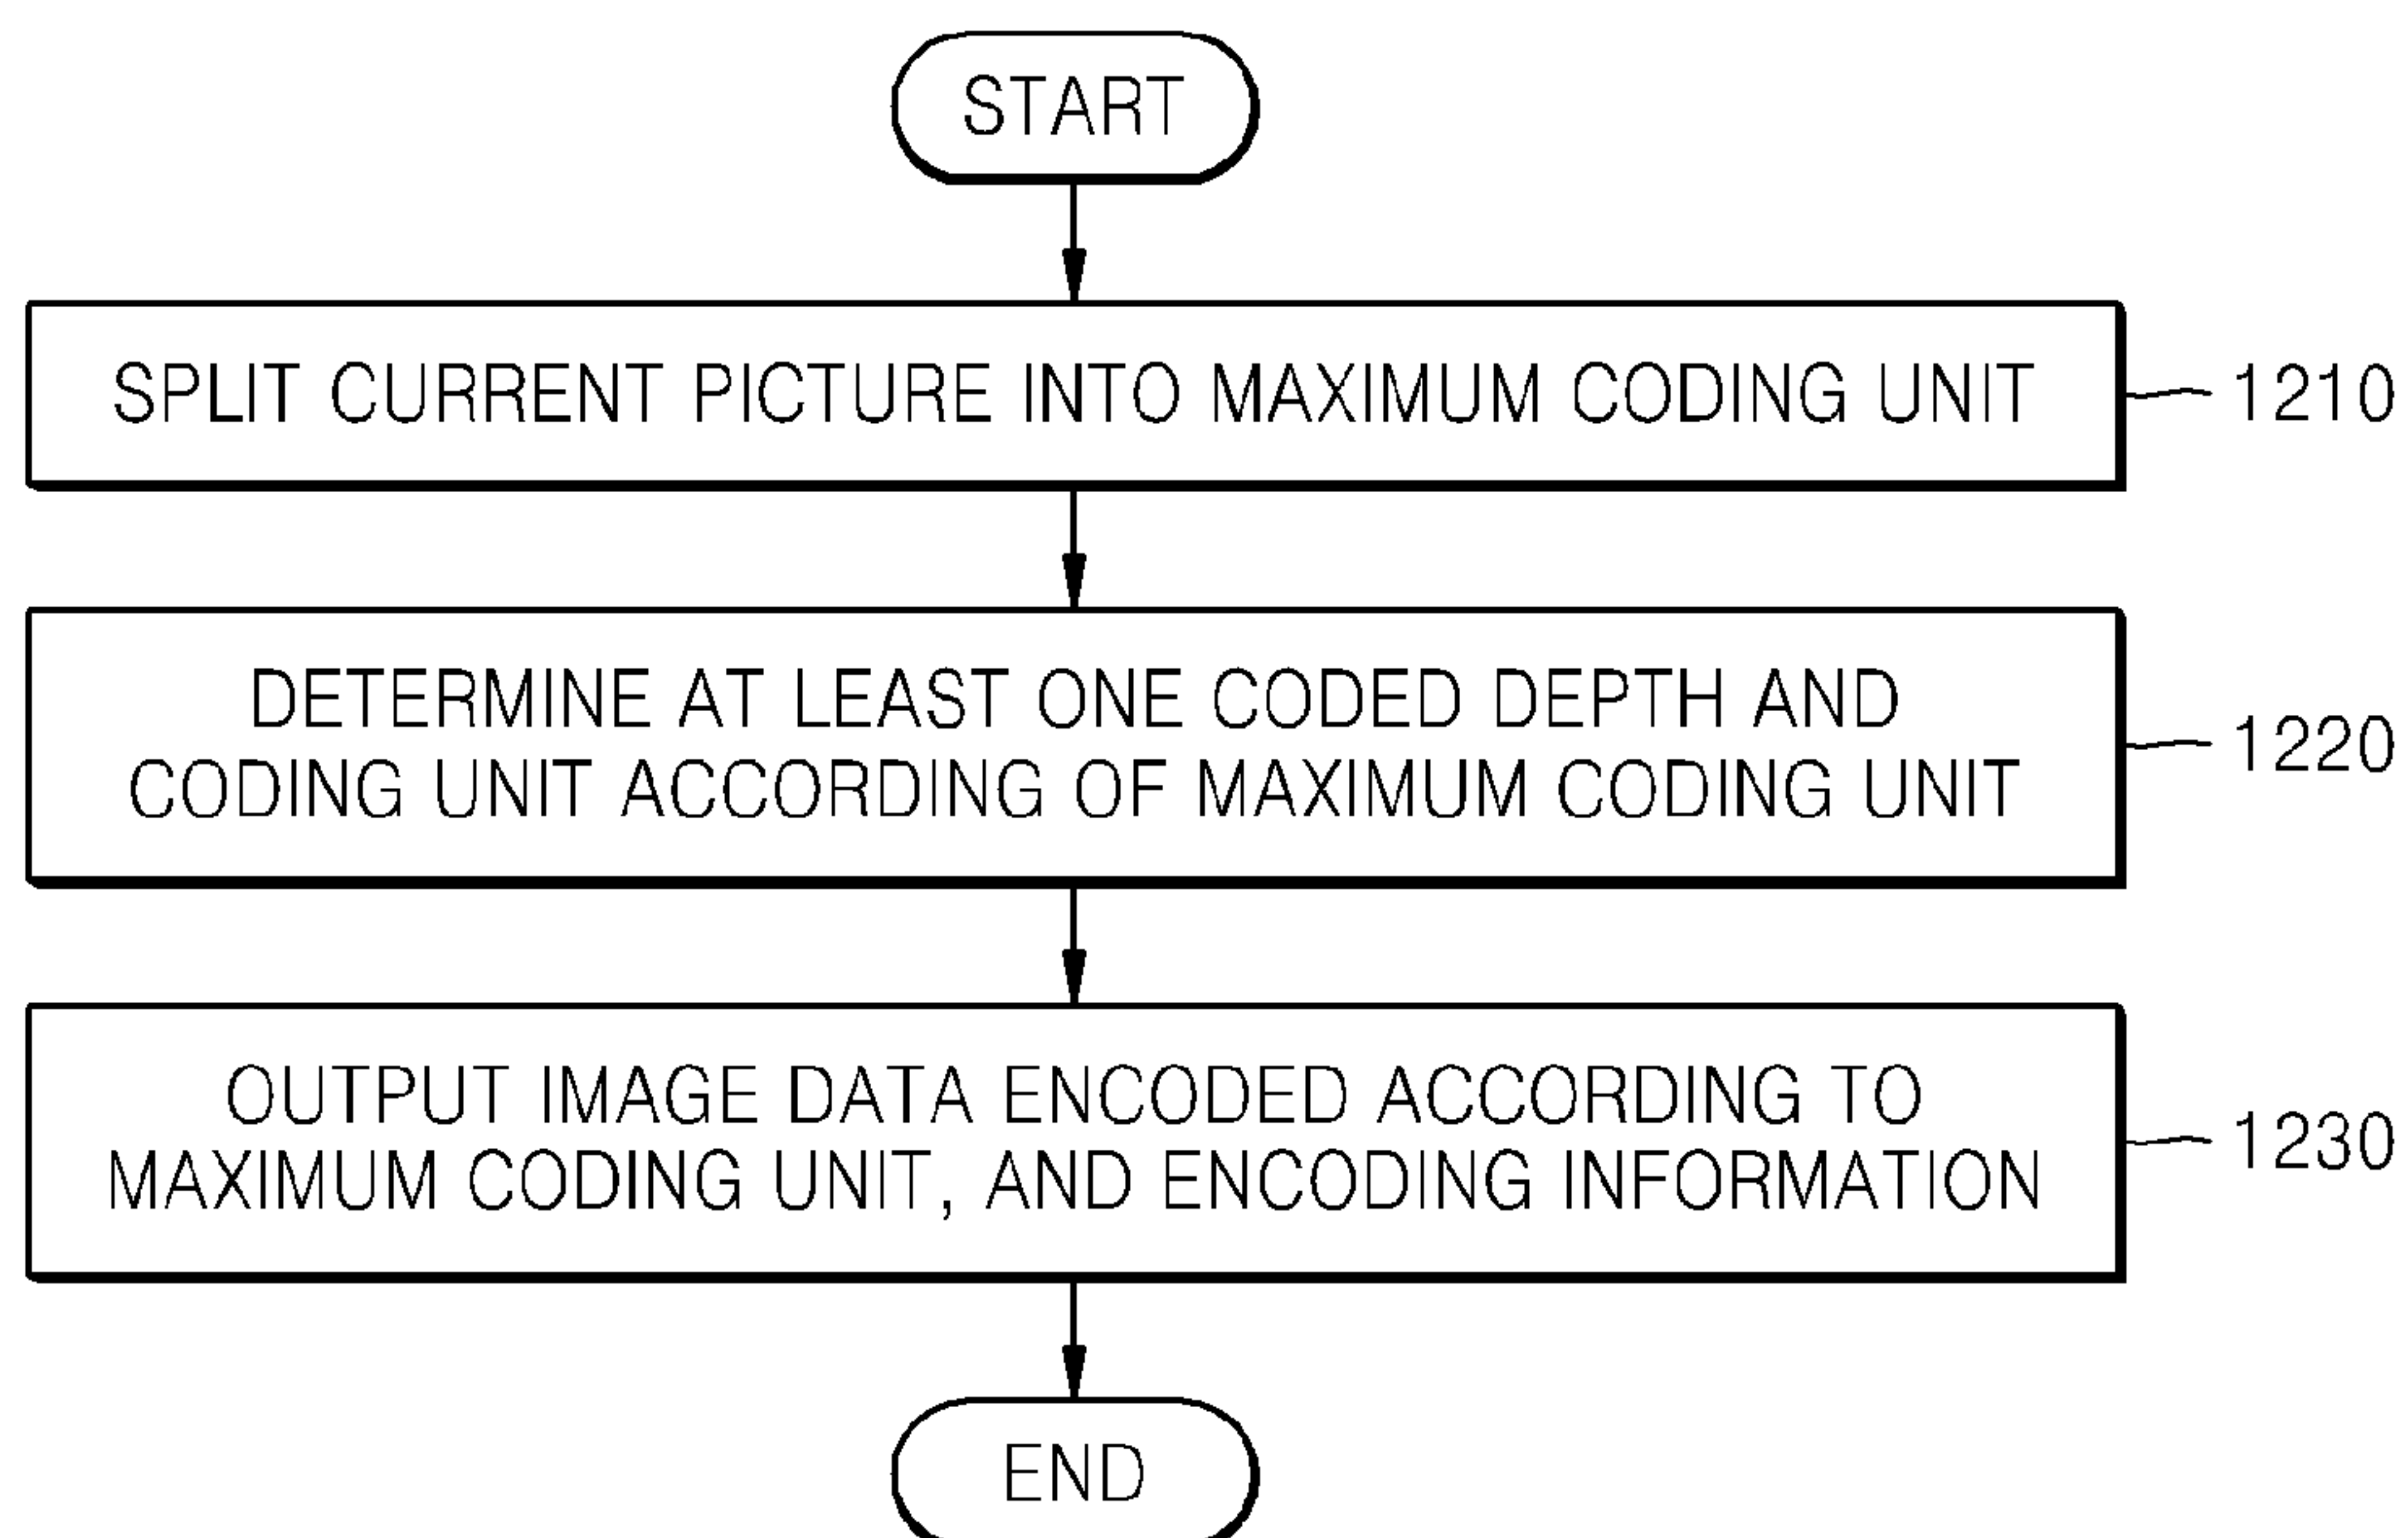 START
SPLIT CURRENT PICTURE INTO MAXIMUM CODING UNIT
1210
DETERMINE AT LEAST ONE CODED DEPTH AND
CODING UNIT ACCORDING OF MAXIMUM CODING UNIT
1220
OUTPUT IMAGE DATA ENCODED ACCORDING TO
MAXIMUM CODING UNIT, AND ENCODING INFORMATION
1230
END